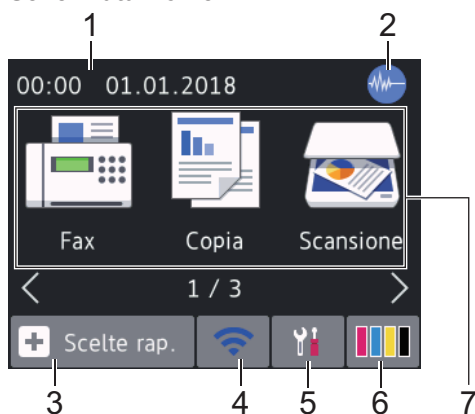 1 2
00:00 01.01.2018
Fax Copia Scansione
1 / 3
Scelte rap.
3 4 5 6 7